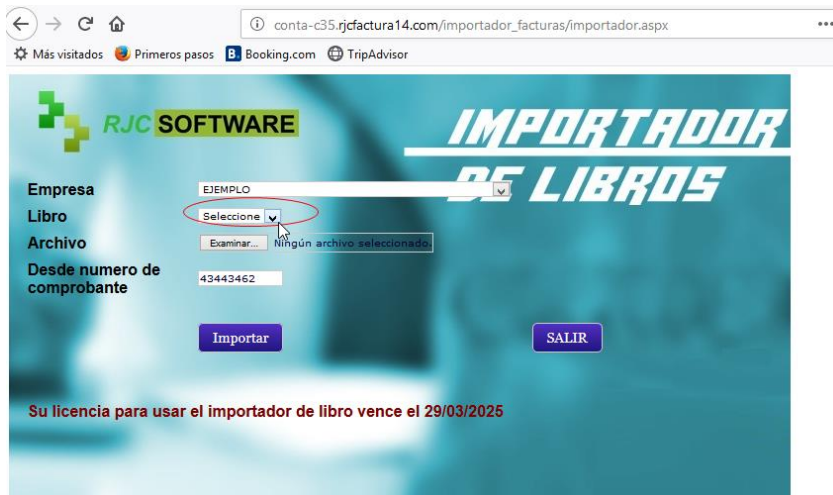 conta-c35.rjcfactura14.com/importador_facturas/importador.aspx
Más visitados Primeros pasos B. Booking.com TripAdvisor
RJC SOFTWARE
IMPORTADOR
DE LIBROS
Empresa EJEMPLO
Libro Seleccione
Archivo Examinar... Ningún archivo seleccionado.
Desde numero de
comprobante 43443462
Importar SALIR
Su licencia para usar el importador de libro vence el 29/03/2025